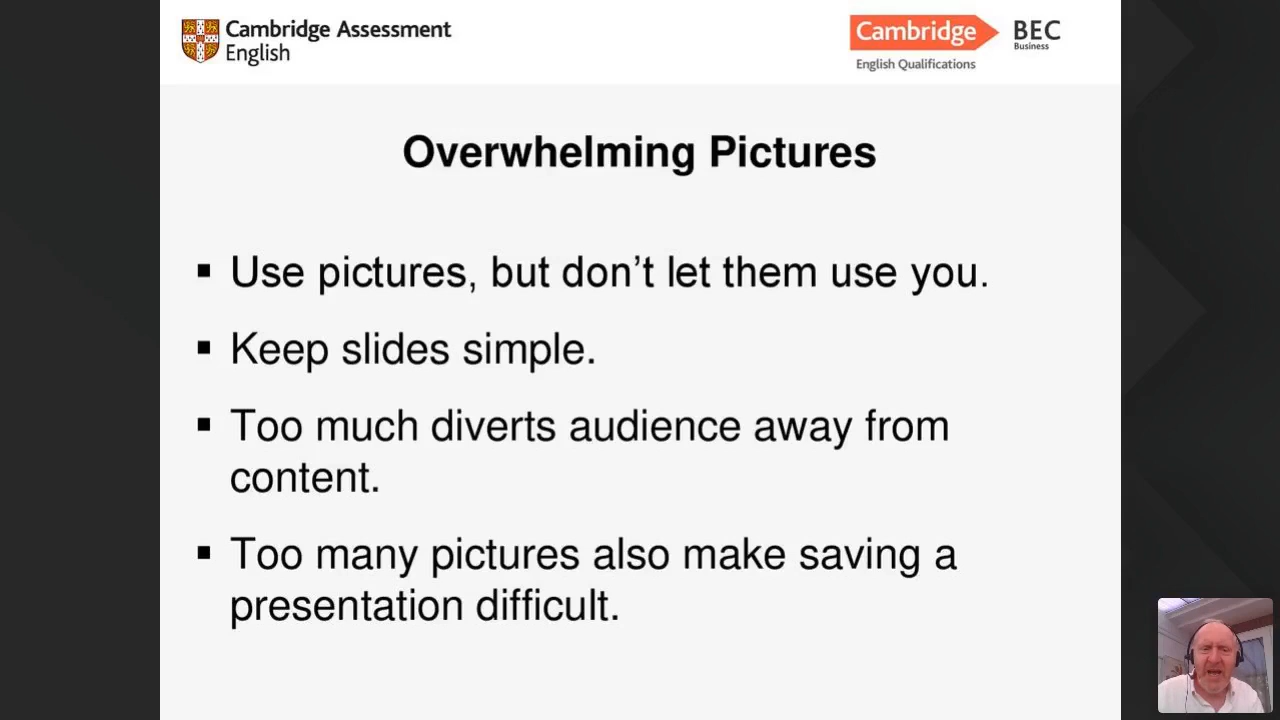 Cambridge Assessment
English
Cambridge
English Qualifications
BEC
Business
Overwhelming Pictures
▪ Use pictures, but don’t let them use you.
▪ Keep slides simple.
▪ Too much diverts audience away from
content.
▪ Too many pictures also make saving a
presentation difficult.